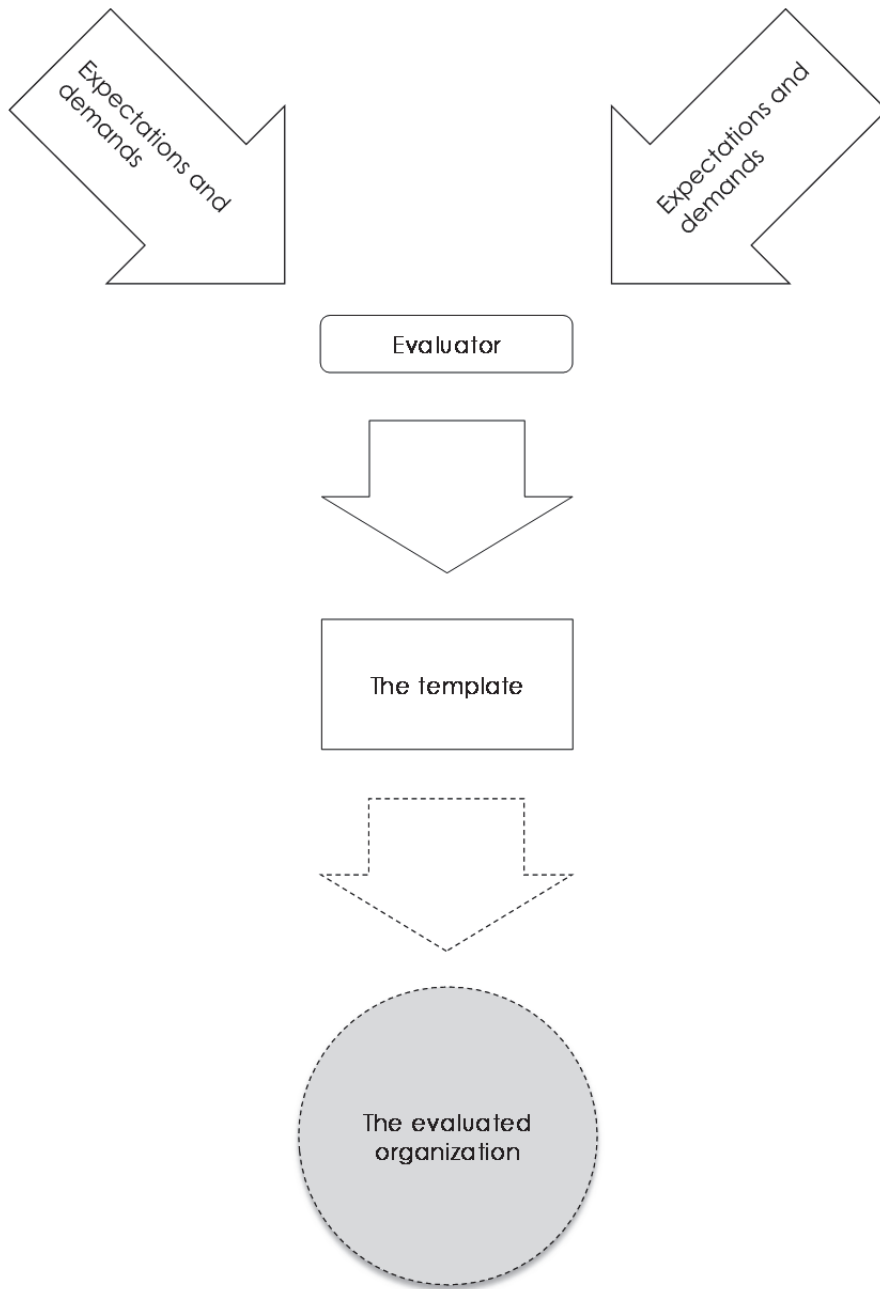 Expectations and
demands
Expectations and
demands
Evaluator
The template
The evaluated
organization